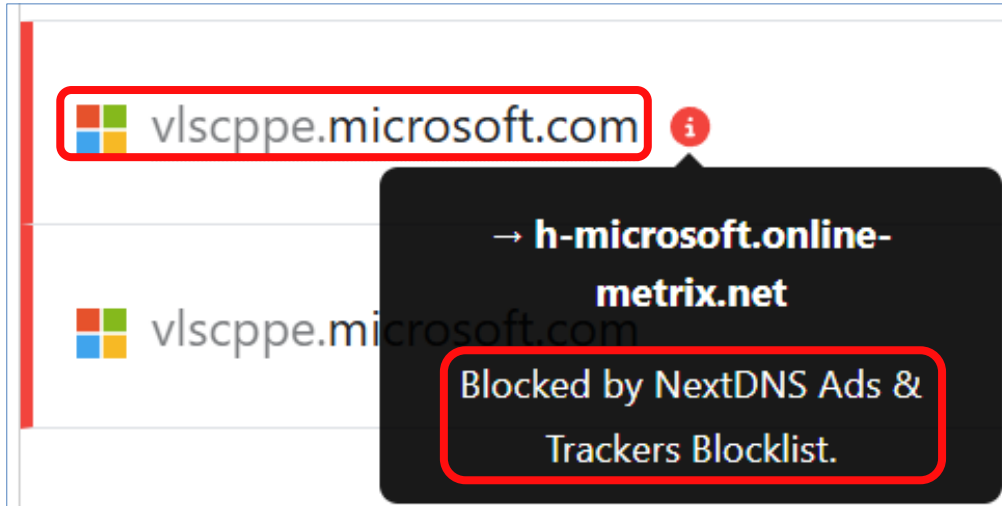 vlscppe.microsoft.com i
→ h-microsoft.online-
metrix.net
vlscppe.microsoft.com
Blocked by NextDNS Ads &
Trackers Blocklist.